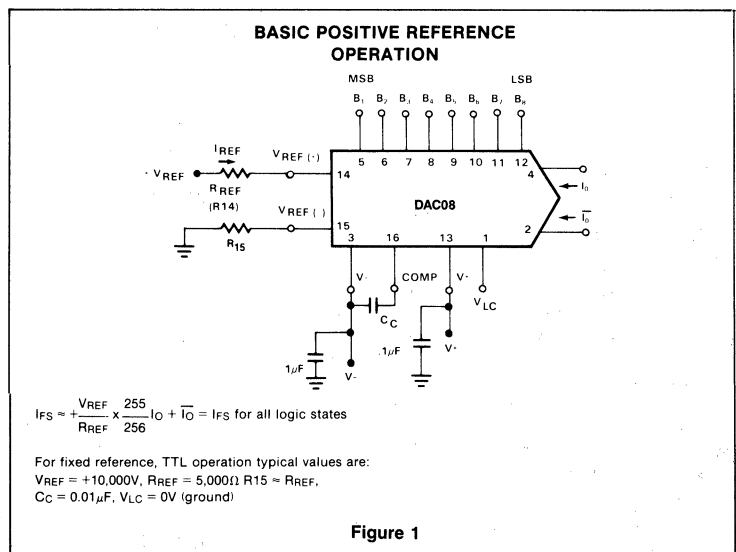 BASIC POSITIVE REFERENCE
OPERATION
MSB LSB
B1 B2 B3 B4 B5 B6 B7 B8
5 6 7 8 9 10 11 12
IREF
VREF
RREF
(R14)
VREF (·)
14
4
IO
DAC08
IO
2
VREF ( )
15
R15
3 16 13 1
V- COMP V- VLC
CC
1µF
V-
.1µF
V+
IFS ≈ +VREF/RREF x 255/256 IO + IO = IFS for all logic states
For fixed reference, TTL operation typical values are:
VREF = +10,000V, RREF = 5,000Ω R15 ≈ RREF,
CC = 0.01µF, VLC = 0V (ground)
Figure 1